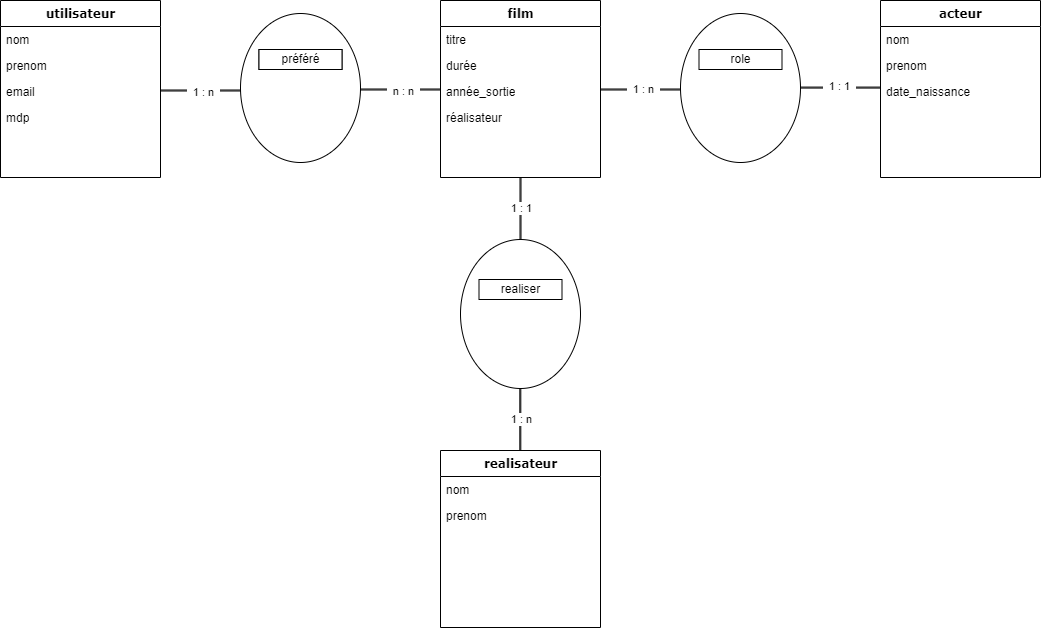 utilisateur
nom
prenom
email
mdp
1 : n
préféré
n : n
film
titre
durée
année_sortie
réalisateur
1 : n
role
1 : 1
acteur
nom
prenom
date_naissance
1 : 1
realiser
1 : n
realisateur
nom
prenom